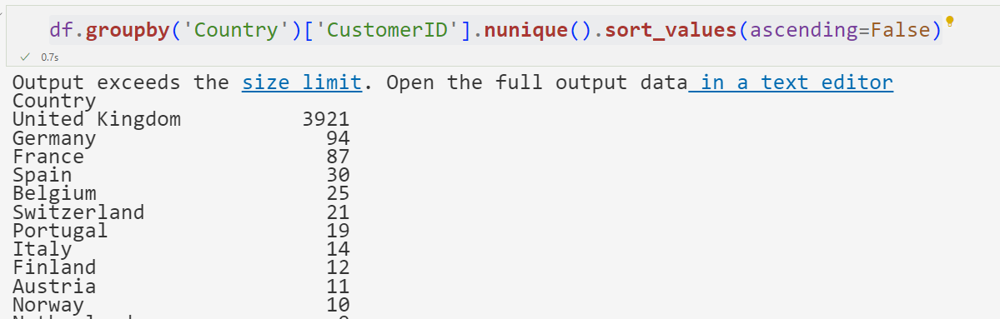 df.groupby('Country')['CustomerID'].nunique().sort_values(ascending=False)
0.7s
Output exceeds the size limit. Open the full output data in a text editor
Country
United Kingdom 3921
Germany 94
France 87
Spain 30
Belgium 25
Switzerland 21
Portugal 19
Italy 14
Finland 12
Austria 11
Norway 10